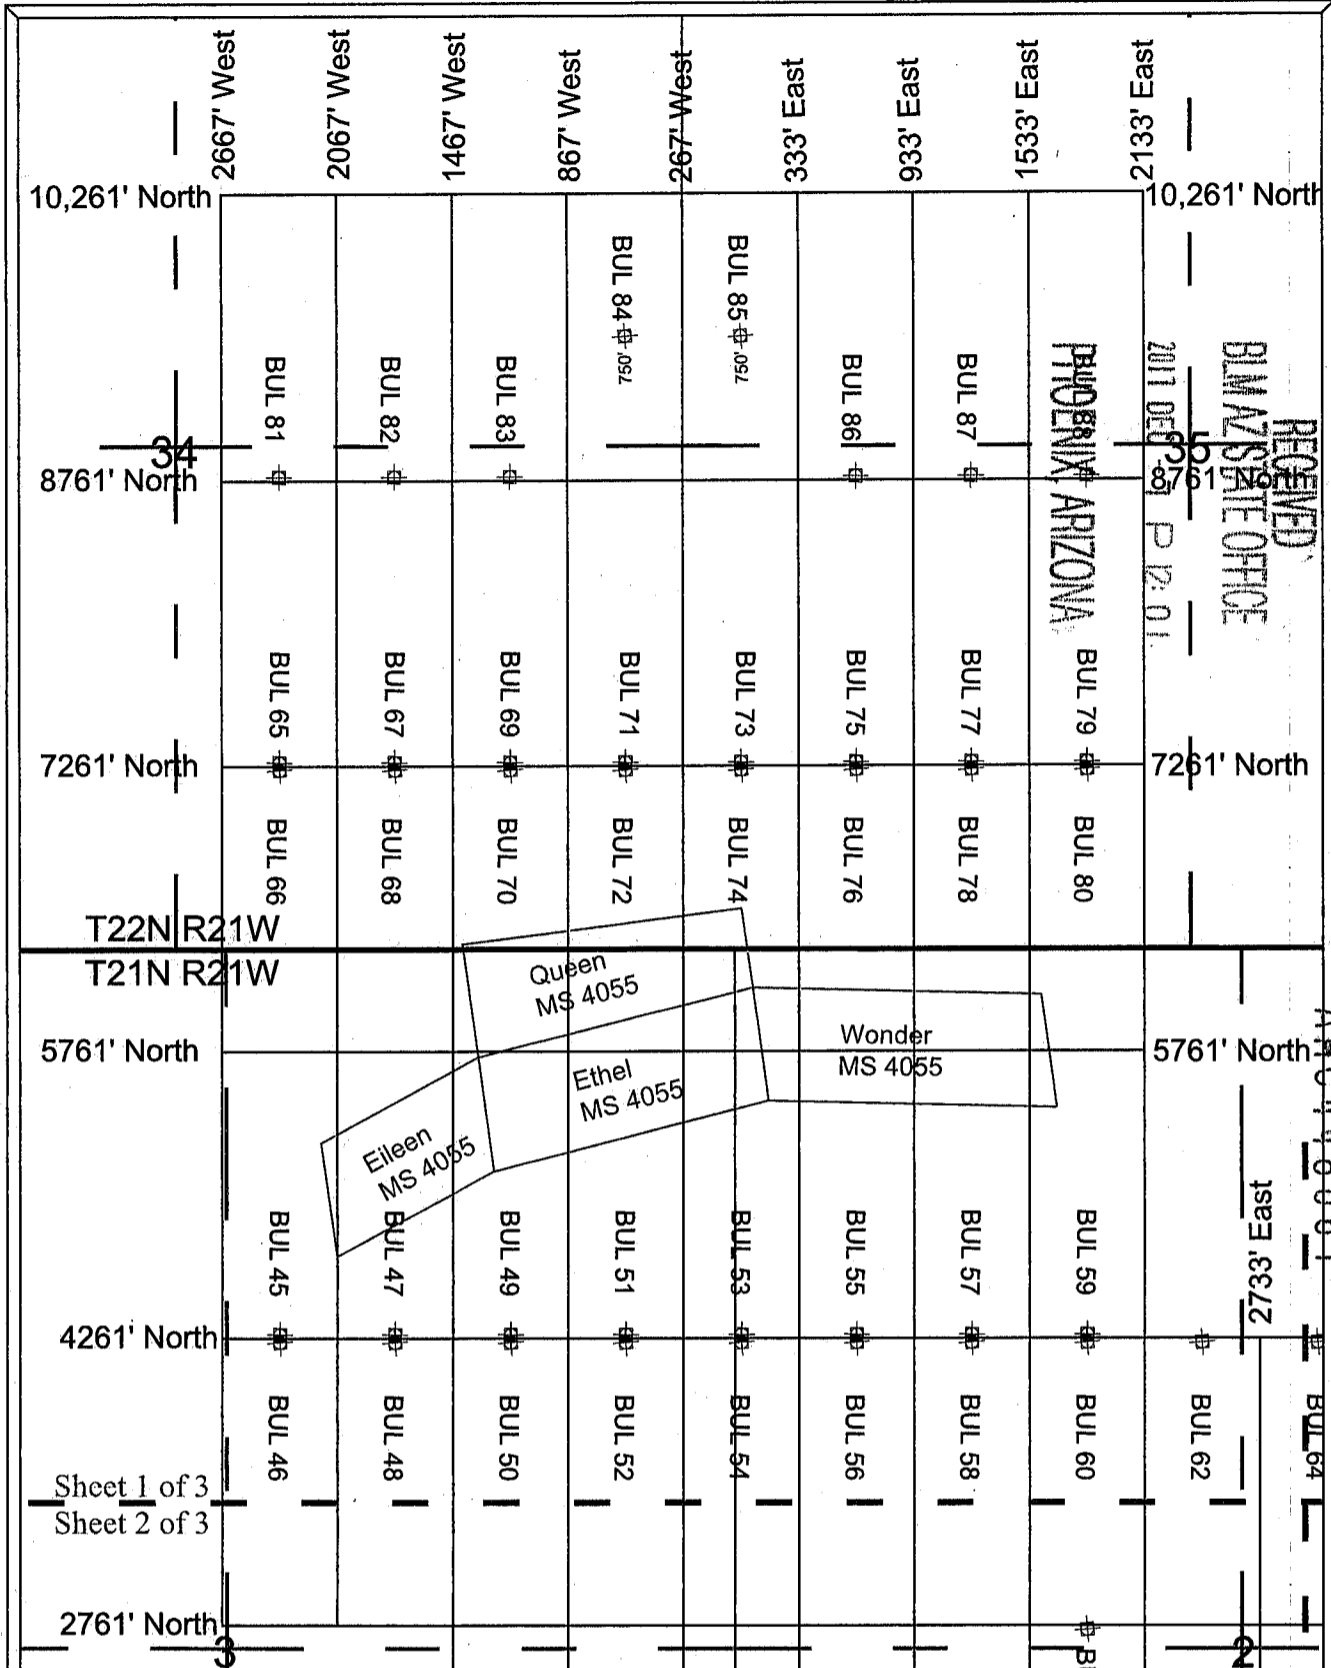 2667' West
2067' West
1467' West
867' West
267' West
333' East
933' East
1533' East
2133' East
10,261' North
10,261' North
BUL 84
750'
BUL 85
750'
BUL 81
BUL 82
BUL 83
BUL 86
BUL 87
BUL 88
RECEIVED
BLM AZ STATE OFFICE
2017 DEC P 12: 01
PHOENIX, ARIZONA
34
35
8761' North
8761' North
BUL 65
BUL 67
BUL 69
BUL 71
BUL 73
BUL 75
BUL 77
BUL 79
7261' North
7261' North
BUL 66
BUL 68
BUL 70
BUL 72
BUL 74
BUL 76
BUL 78
BUL 80
T22N R21W
T21N R21W
Queen
MS 4055
Wonder
MS 4055
5761' North
5761' North
Ethel
MS 4055
Eileen
MS 4055
BUL 45
BUL 47
BUL 49
BUL 51
BUL 53
BUL 55
BUL 57
BUL 59
2733' East
4261' North
BUL 46
BUL 48
BUL 50
BUL 52
BUL 54
BUL 56
BUL 58
BUL 60
BUL 62
BUL 64
Sheet 1 of 3
Sheet 2 of 3
2761' North
3
2